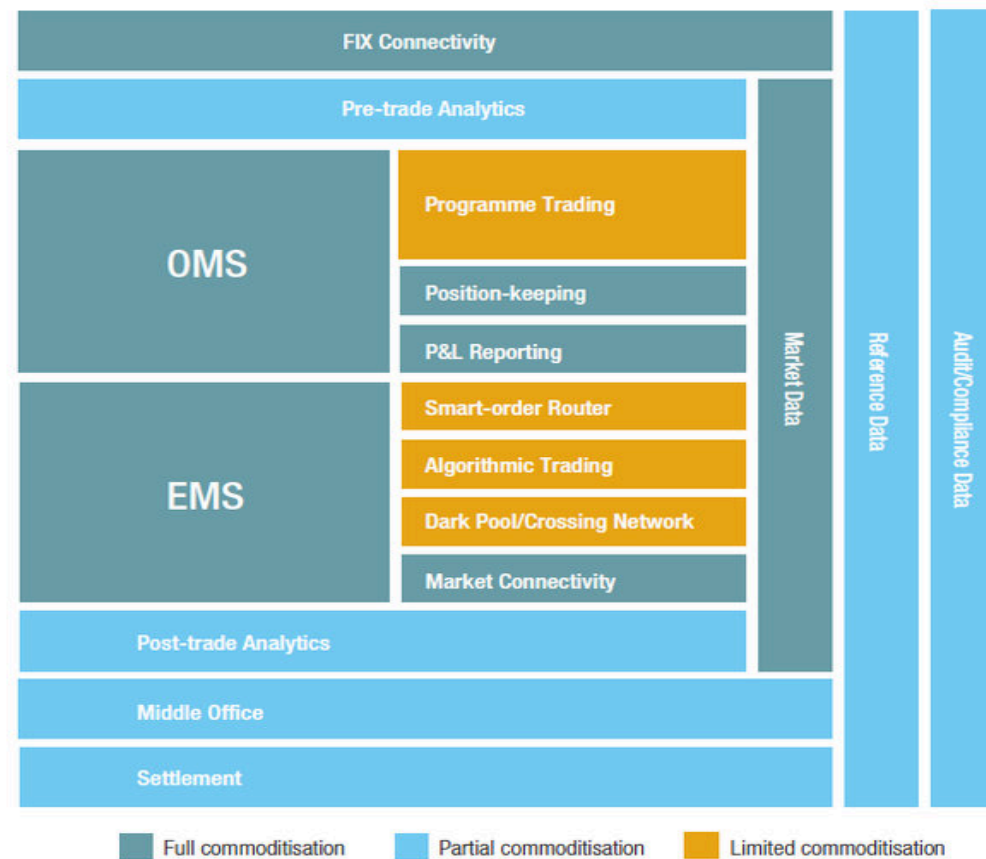 FIX Connectivity
Pre-trade Analytics
OMS
Programme Trading
Position-keeping
P&L Reporting
EMS
Smart-order Router
Algorithmic Trading
Dark Pool/Crossing Network
Market Connectivity
Post-trade Analytics
Middle Office
Settlement
Market Data
Reference Data
Audit/Compliance Data
Full commoditisation
Partial commoditisation
Limited commoditisation